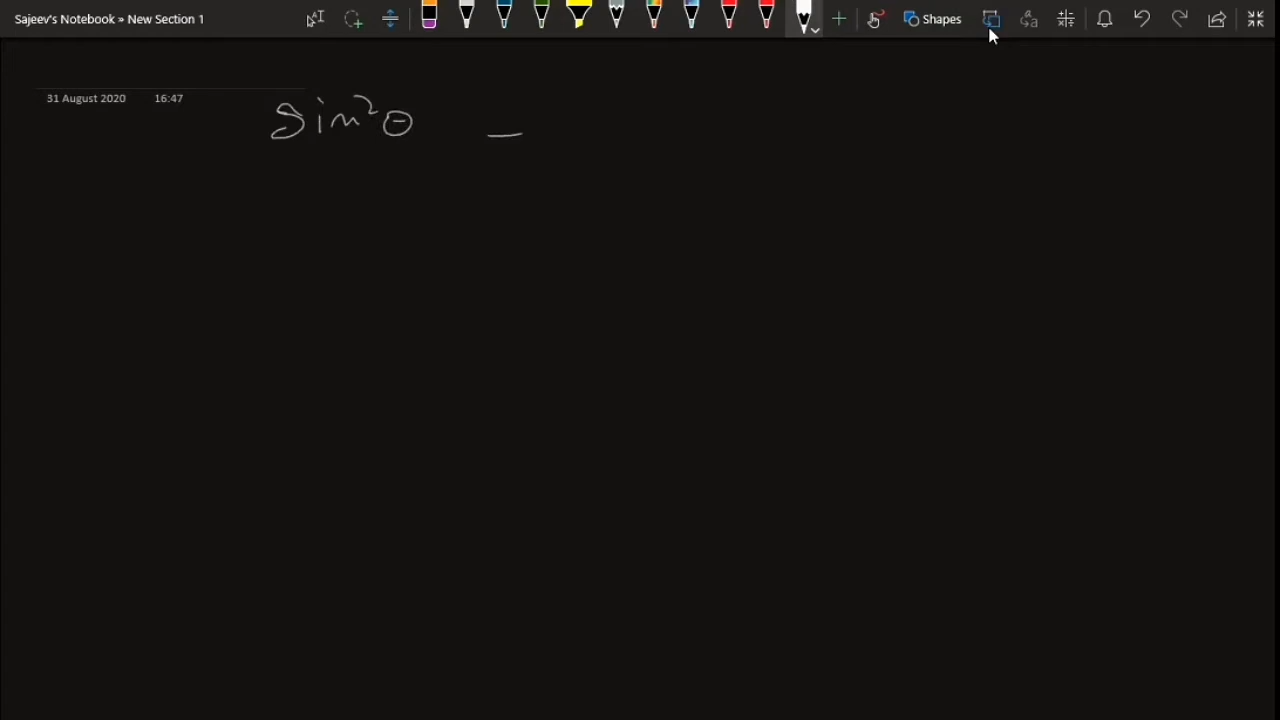 Sajeev's Notebook » New Section 1 Shapes
31 August 2020 16:47
Sin²θ —